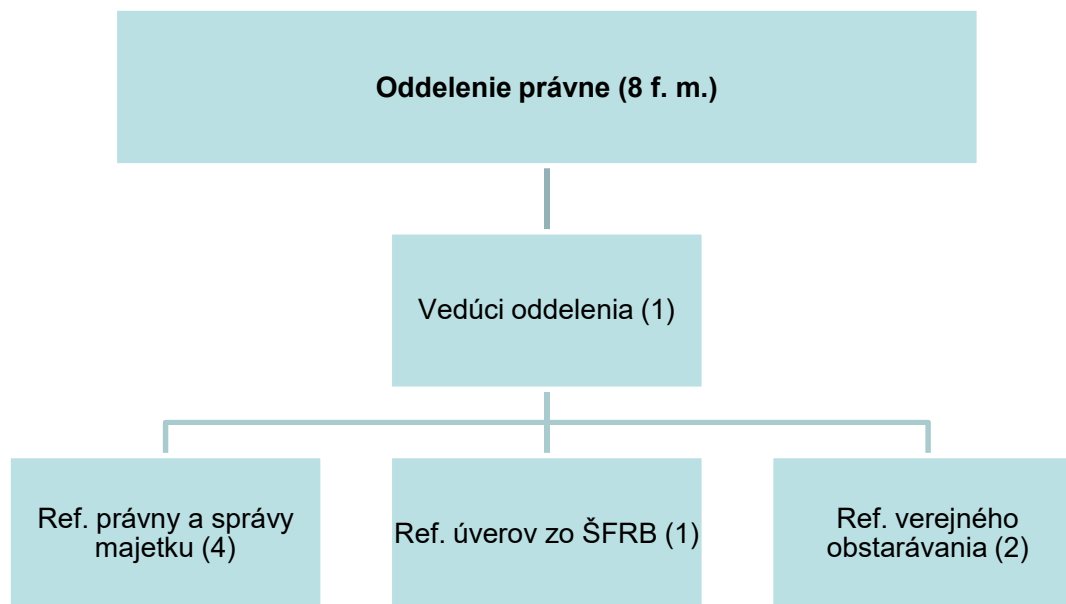 Oddelenie právne (8 f. m.)
Vedúci oddelenia (1)
Ref. právny a správy
majetku (4)
Ref. úverov zo ŠFRB (1)
Ref. verejného
obstarávania (2)